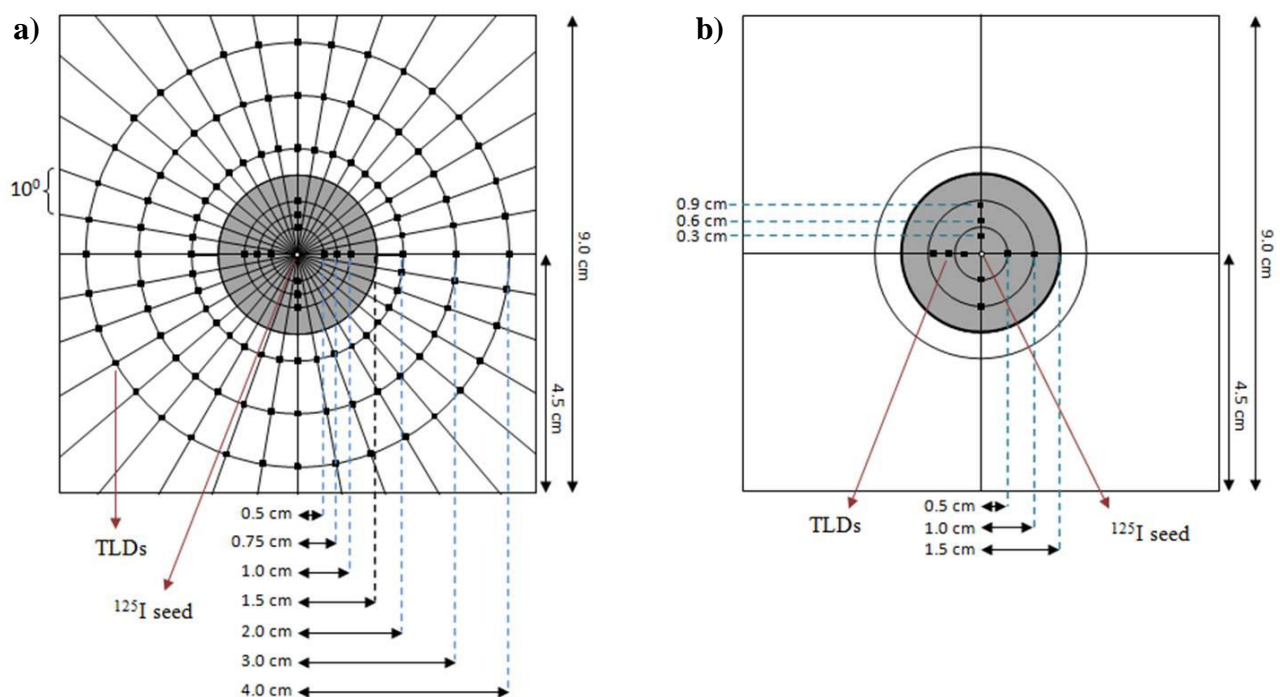 a)
10⁰
9.0 cm
4.5 cm
TLDs
¹²⁵I seed
0.5 cm
0.75 cm
1.0 cm
1.5 cm
2.0 cm
3.0 cm
4.0 cm
b)
0.9 cm
0.6 cm
0.3 cm
9.0 cm
4.5 cm
TLDs
¹²⁵I seed
0.5 cm
1.0 cm
1.5 cm